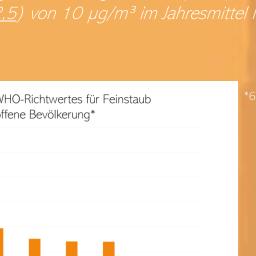 2,5) von 10 µg/m³ im Jahresmittel
WHO-Richtwertes für Feinstaub
offene Bevölkerung*
*6